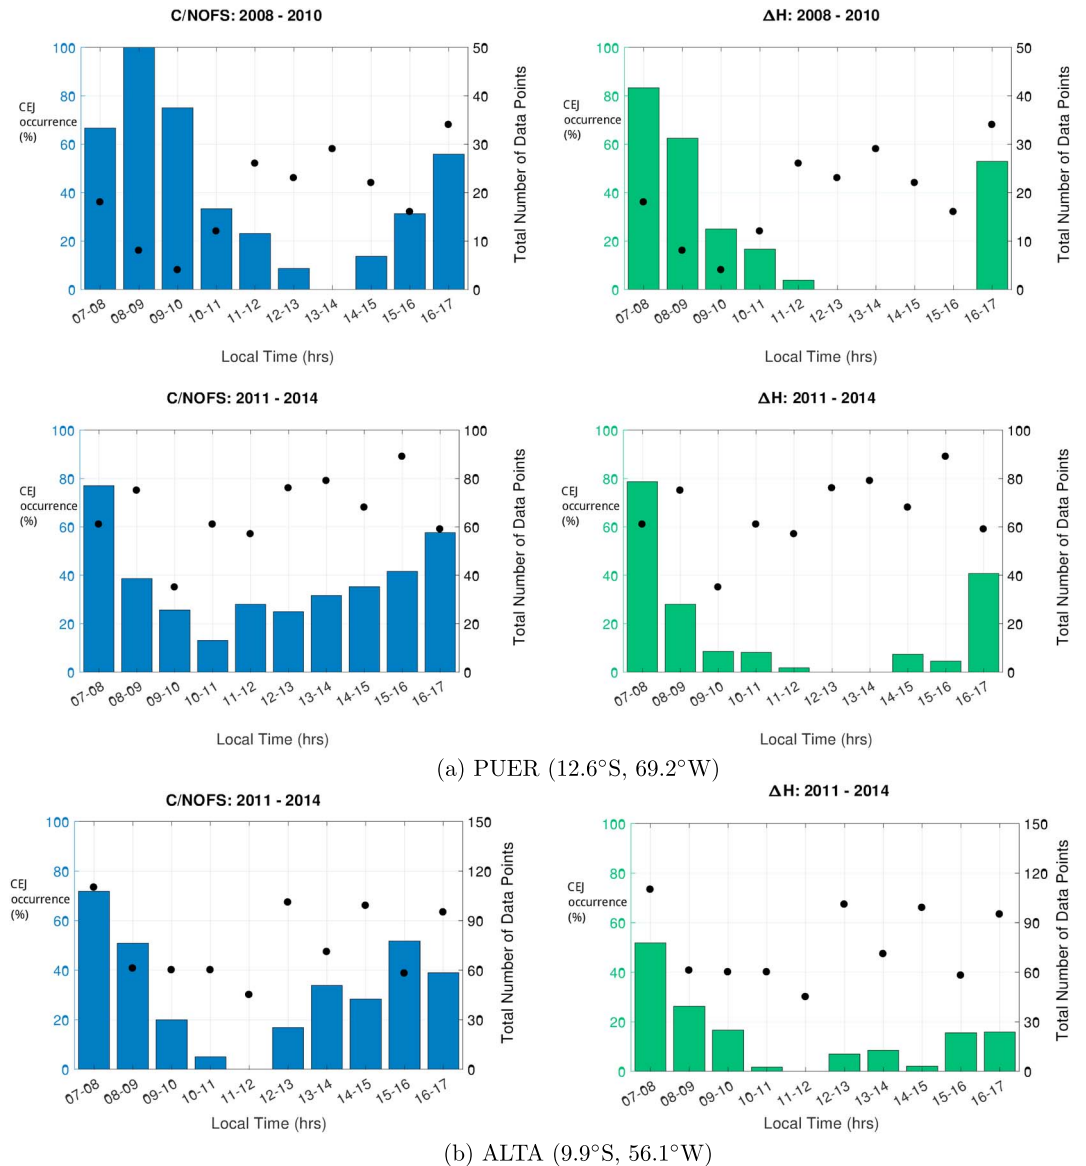 C/NOFS: 2008 - 2010
100
80
60
40
20
0
CEJ
occurrence
(%)
50
40
30
20
10
0
Total Number of Data Points
07-08 08-09 09-10 10-11 11-12 12-13 13-14 14-15 15-16 16-17
Local Time (hrs)
ΔH: 2008 - 2010
100
80
60
40
20
0
CEJ
occurrence
(%)
50
40
30
20
10
0
Total Number of Data Points
07-08 08-09 09-10 10-11 11-12 12-13 13-14 14-15 15-16 16-17
Local Time (hrs)
C/NOFS: 2011 - 2014
100
80
60
40
20
0
CEJ
occurrence
(%)
100
80
60
40
20
0
Total Number of Data Points
07-08 08-09 09-10 10-11 11-12 12-13 13-14 14-15 15-16 16-17
Local Time (hrs)
ΔH: 2011 - 2014
100
80
60
40
20
0
CEJ
occurrence
(%)
100
80
60
40
20
0
Total Number of Data Points
07-08 08-09 09-10 10-11 11-12 12-13 13-14 14-15 15-16 16-17
Local Time (hrs)
(a) PUER (12.6°S, 69.2°W)
C/NOFS: 2011 - 2014
100
80
60
40
20
0
CEJ
occurrence
(%)
150
120
90
60
30
0
Total Number of Data Points
07-08 08-09 09-10 10-11 11-12 12-13 13-14 14-15 15-16 16-17
Local Time (hrs)
ΔH: 2011 - 2014
100
80
60
40
20
0
CEJ
occurrence
(%)
150
120
90
60
30
0
Total Number of Data Points
07-08 08-09 09-10 10-11 11-12 12-13 13-14 14-15 15-16 16-17
Local Time (hrs)
(b) ALTA (9.9°S, 56.1°W)